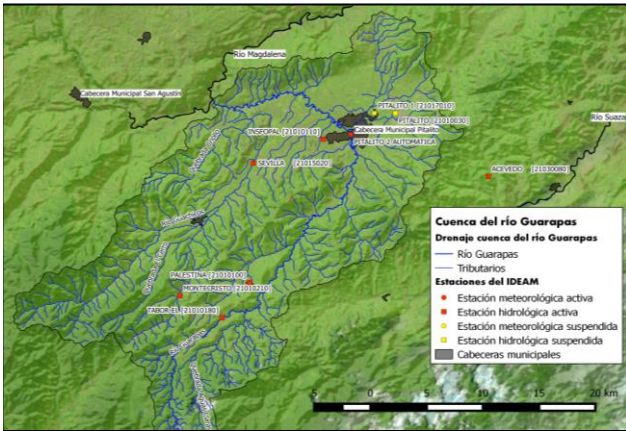 Río Magdalena
Cabecera Municipal San Agustín
PITALITO 1 [21017010]
Río Suaza
INSFOPAL [21010110]
PITALITO [21010030]
Cabecera Municipal Pitalito
PITALITO 2 AUTOMATICA
SEVILLA [21015020]
ACEVEDO [21030080]
PALESTINA [21010100]
MONTECRISTO [21010210]
TABOR EL [21010180]
Cuenca del río Guarapas
Drenaje cuenca del río Guarapas
Río Guarapas
Tributarios
Estaciones del IDEAM
Estación meteorológica activa
Estación hidrológica activa
Estación meteorológica suspendida
Estación hidrológica suspendida
Cabeceras municipales
5 0 5 10 15 20 km